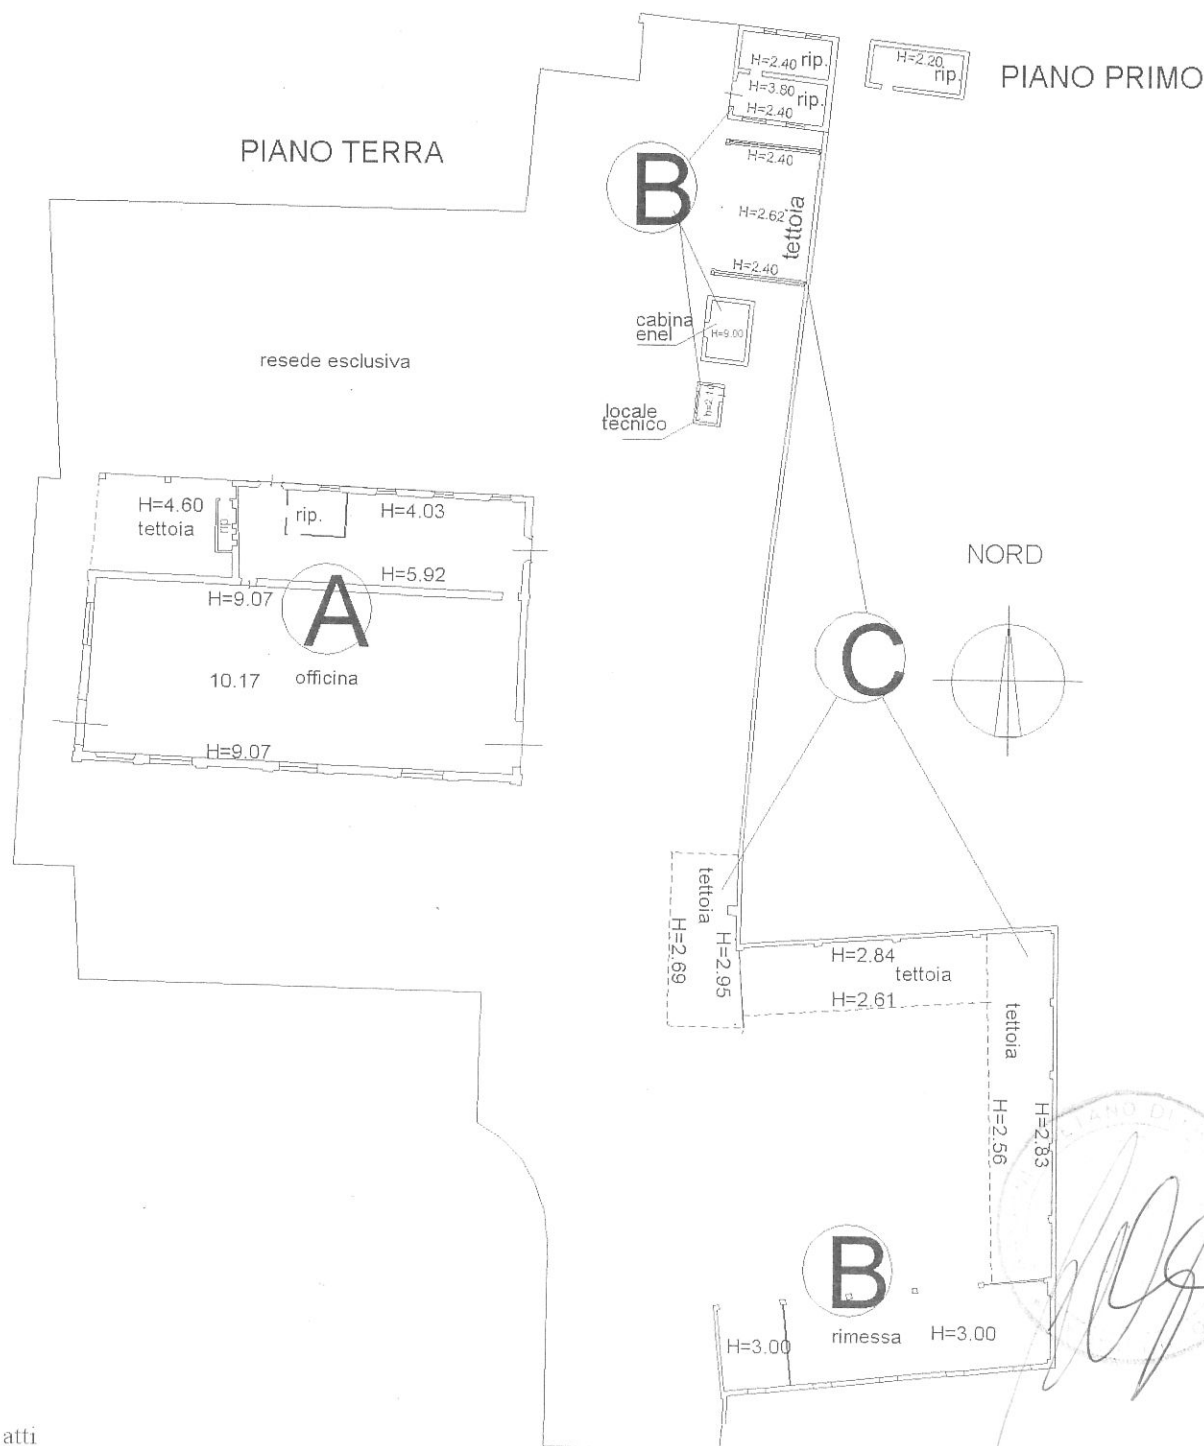 H=2.40 rip.
H=3.80 rip.
H=2.40
H=2.20
rip.
PIANO PRIMO
PIANO TERRA
B
H=2.40
H=2.62
tettoia
H=2.40
cabina
enel
H=9.00
resede esclusiva
locale
tecnico
H=4.60
tettoia
rip.
H=4.03
H=5.92
H=9.07
A
10.17
officina
H=9.07
NORD
C
tettoia
H=2.69
H=2.95
H=2.84
tettoia
H=2.61
tettoia
H=2.56
H=2.83
B
H=3.00
rimessa
H=3.00
atti